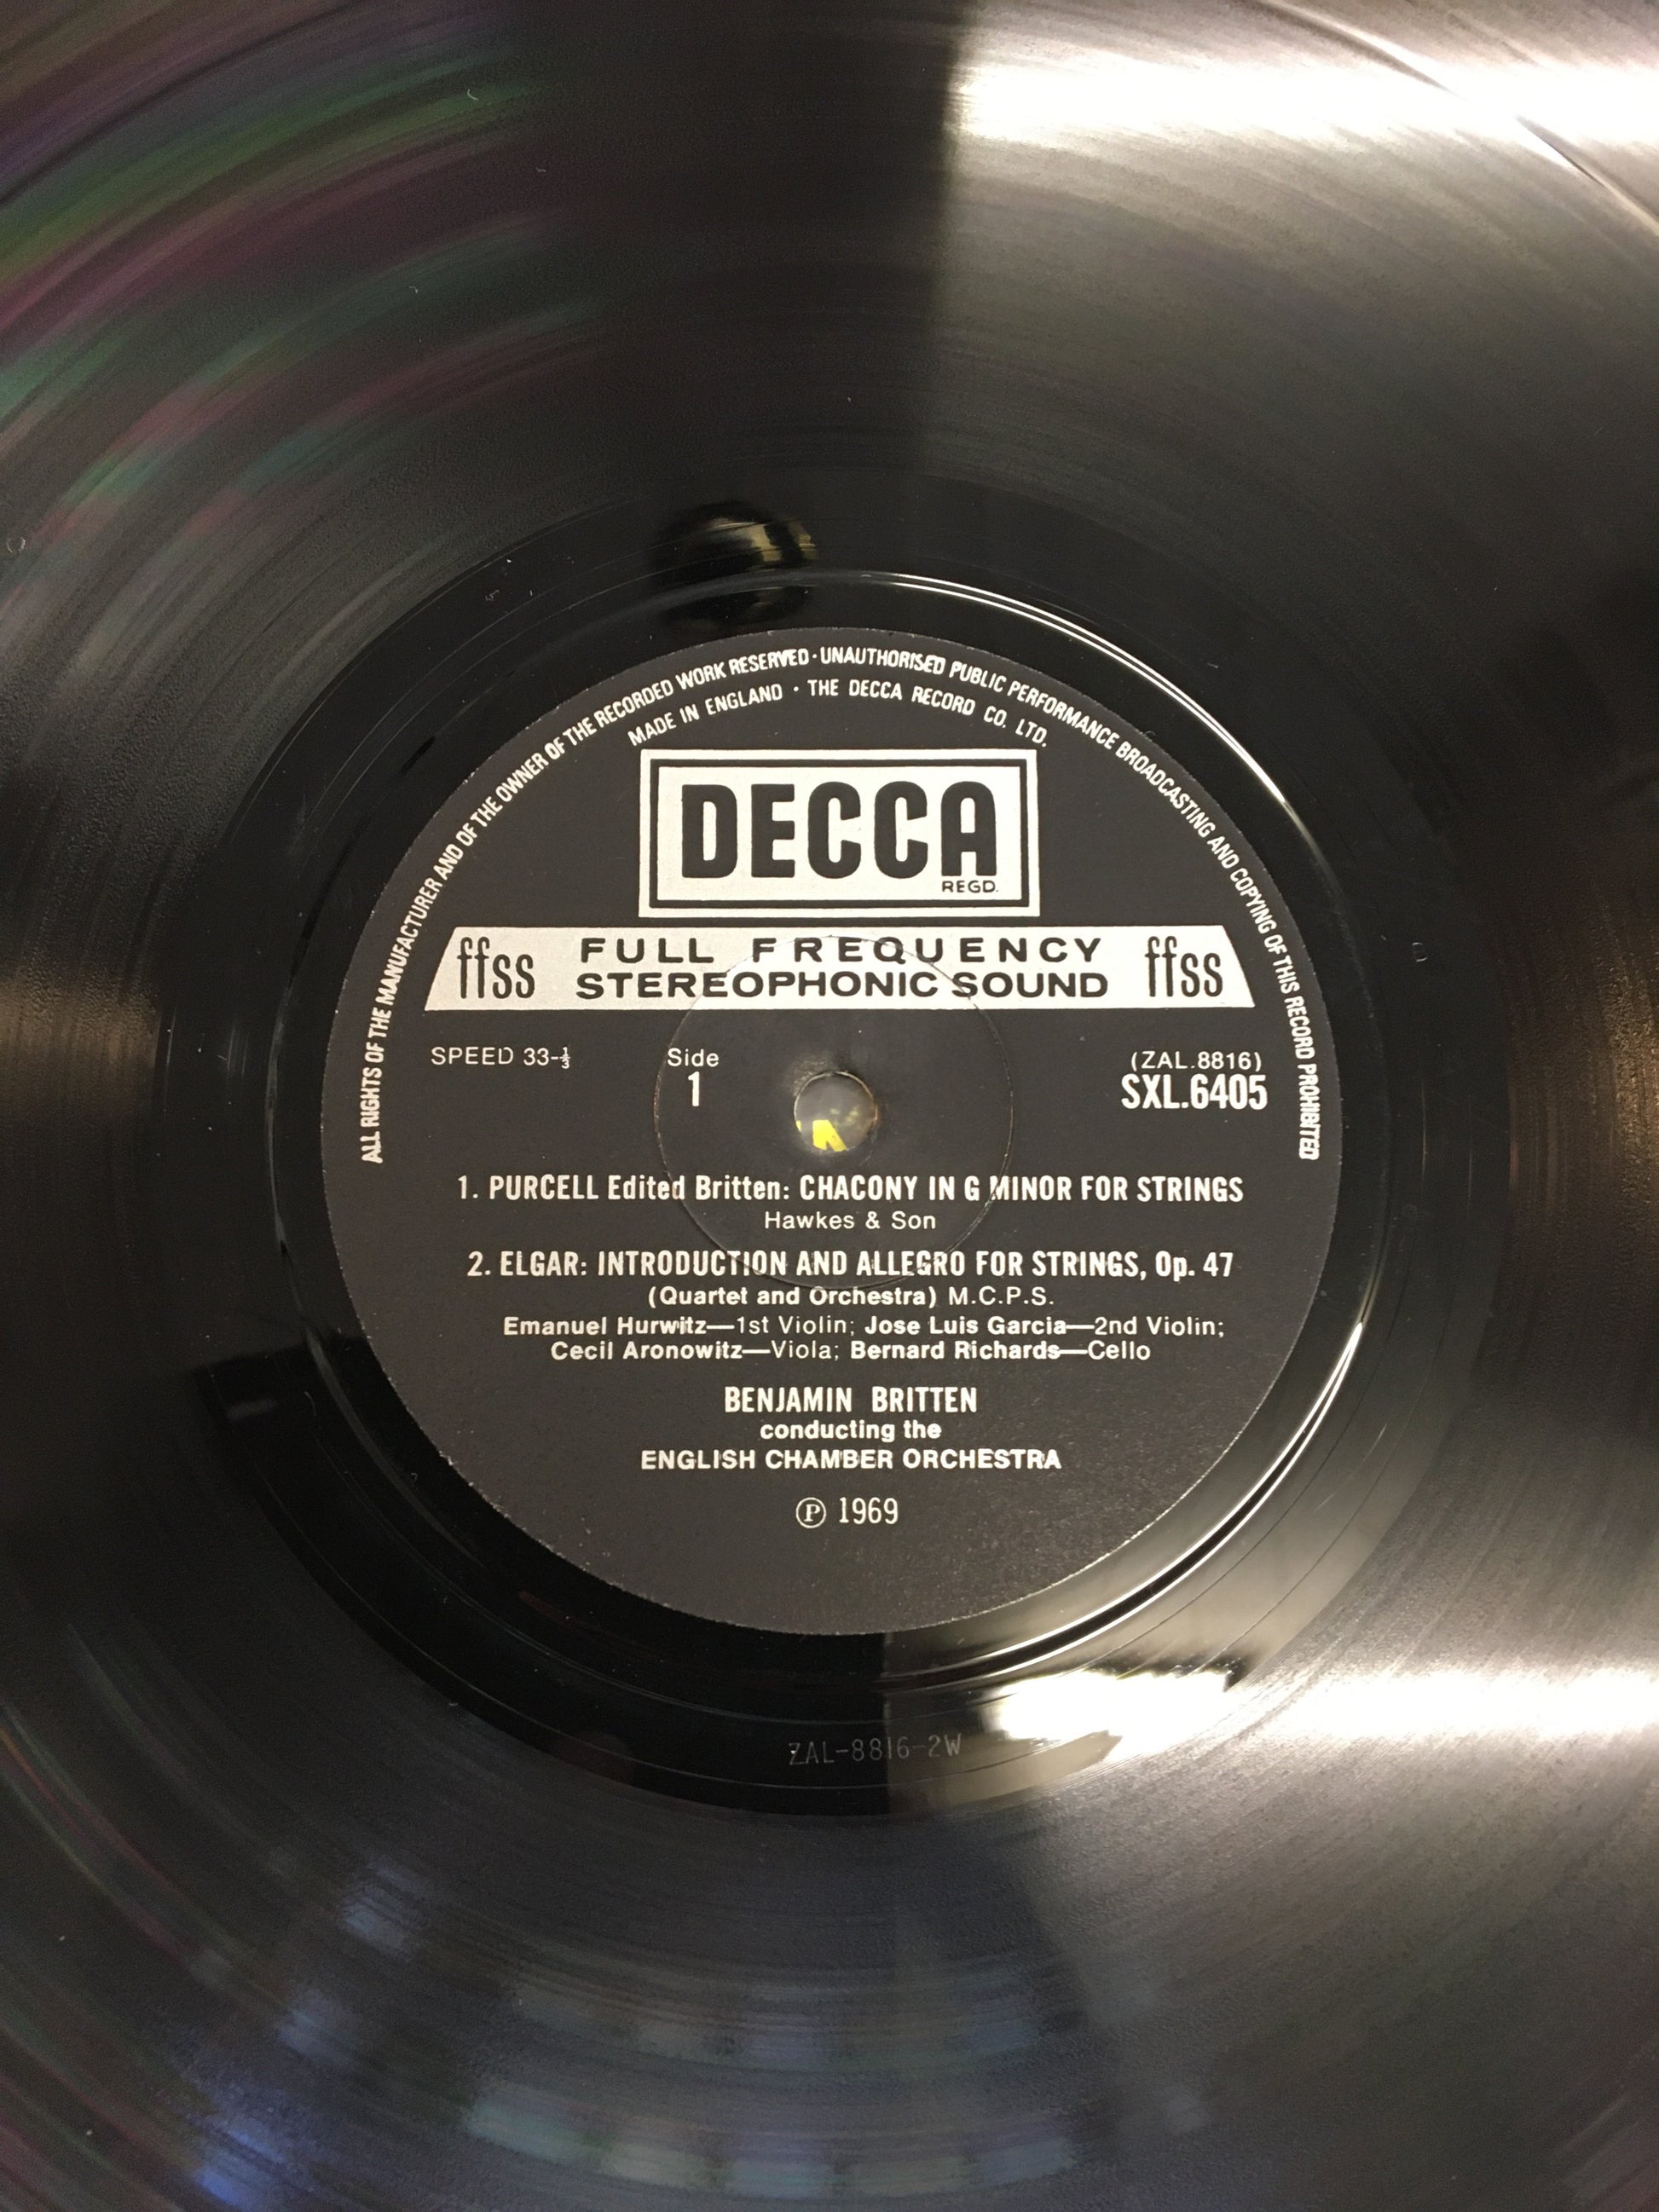 ALL RIGHTS OF THE MANUFACTURER AND OF THE OWNER OF THE RECORDED WORK RESERVED · UNAUTHORISED PUBLIC PERFORMANCE BROADCASTING AND COPYING OF THIS RECORD PROHIBITED
MADE IN ENGLAND · THE DECCA RECORD CO. LTD.
DECCA
REGD.
ffss FULL FREQUENCY ffss
STEREOPHONIC SOUND
SPEED 33-⅓ Side (ZAL.8816)
1 SXL.6405
1. PURCELL Edited Britten: CHACONY IN G MINOR FOR STRINGS
Hawkes & Son
2. ELGAR: INTRODUCTION AND ALLEGRO FOR STRINGS, Op. 47
(Quartet and Orchestra) M.C.P.S.
Emanuel Hurwitz—1st Violin; Jose Luis Garcia—2nd Violin;
Cecil Aronowitz—Viola; Bernard Richards—Cello
BENJAMIN BRITTEN
conducting the
ENGLISH CHAMBER ORCHESTRA
Ⓟ 1969
ZAL-8816-2W